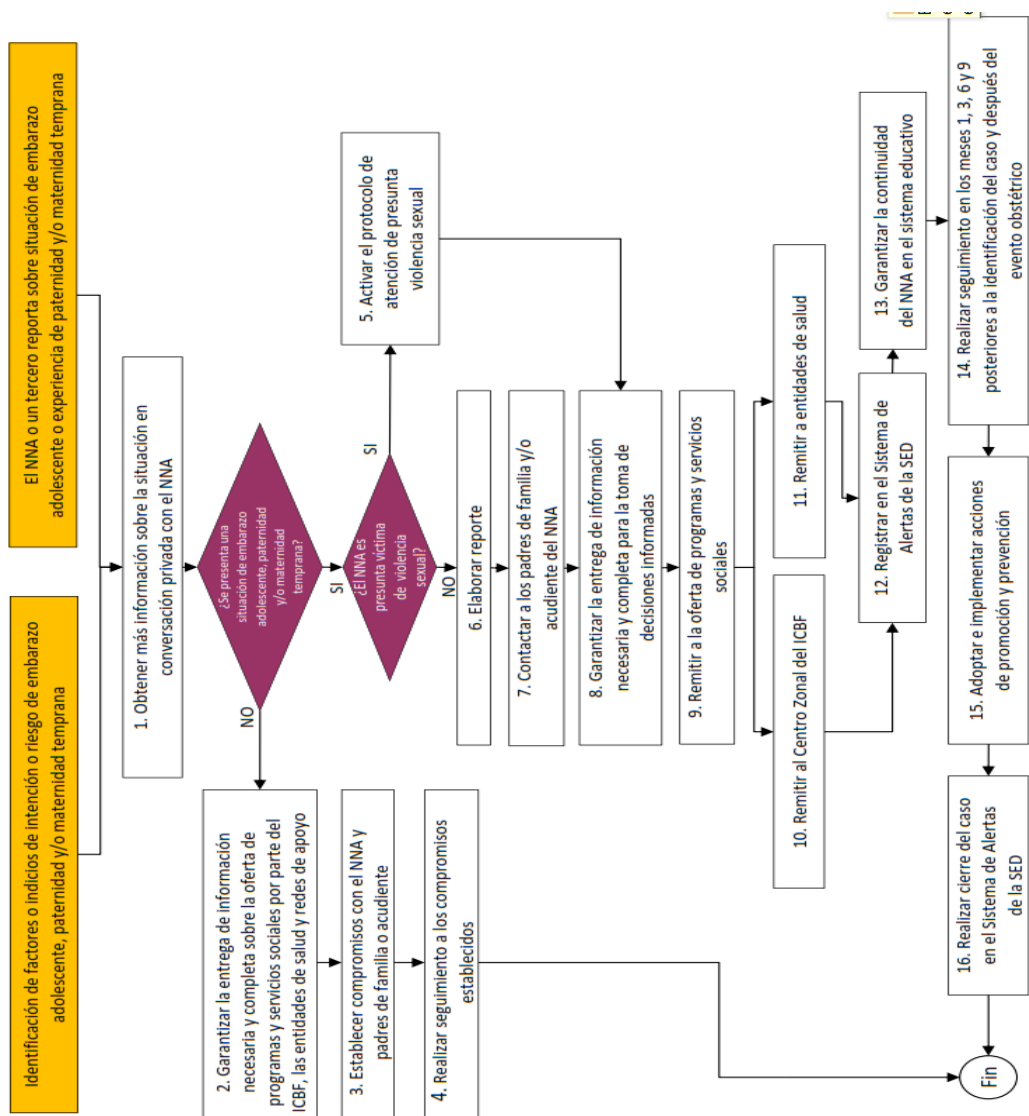 Identificación de factores o indicios de intención o riesgo de embarazo
adolescente, paternidad y/o maternidad temprana
El NNA o un tercero reporta sobre situación de embarazo
adolescente o experiencia de paternidad y/o maternidad temprana
1. Obtener más información sobre la situación en
conversación privada con el NNA
¿Se presenta una
situación de embarazo
adolescente, paternidad
y/o maternidad
temprana?
NO
SI
2. Garantizar la entrega de información
necesaria y completa sobre la oferta de
programas y servicios sociales por parte del
ICBF, las entidades de salud y redes de apoyo
3. Establecer compromisos con el NNA y
padres de familia o acudiente
4. Realizar seguimiento a los compromisos
establecidos
¿El NNA es
presunta víctima
de violencia
sexual?
SI
NO
5. Activar el protocolo de
atención de presunta
violencia sexual
6. Elaborar reporte
7. Contactar a los padres de familia y/o
acudiente del NNA
8. Garantizar la entrega de información
necesaria y completa para la toma de
decisiones informadas
9. Remitir a la oferta de programas y servicios
sociales
10. Remitir al Centro Zonal del ICBF
11. Remitir a entidades de salud
12. Registrar en el Sistema de
Alertas de la SED
13. Garantizar la continuidad
del NNA en el sistema educativo
14. Realizar seguimiento en los meses 1, 3, 6 y 9
posteriores a la identificación del caso y después del
evento obstétrico
15. Adoptar e implementar acciones
de promoción y prevención
16. Realizar cierre del caso
en el Sistema de Alertas
de la SED
Fin